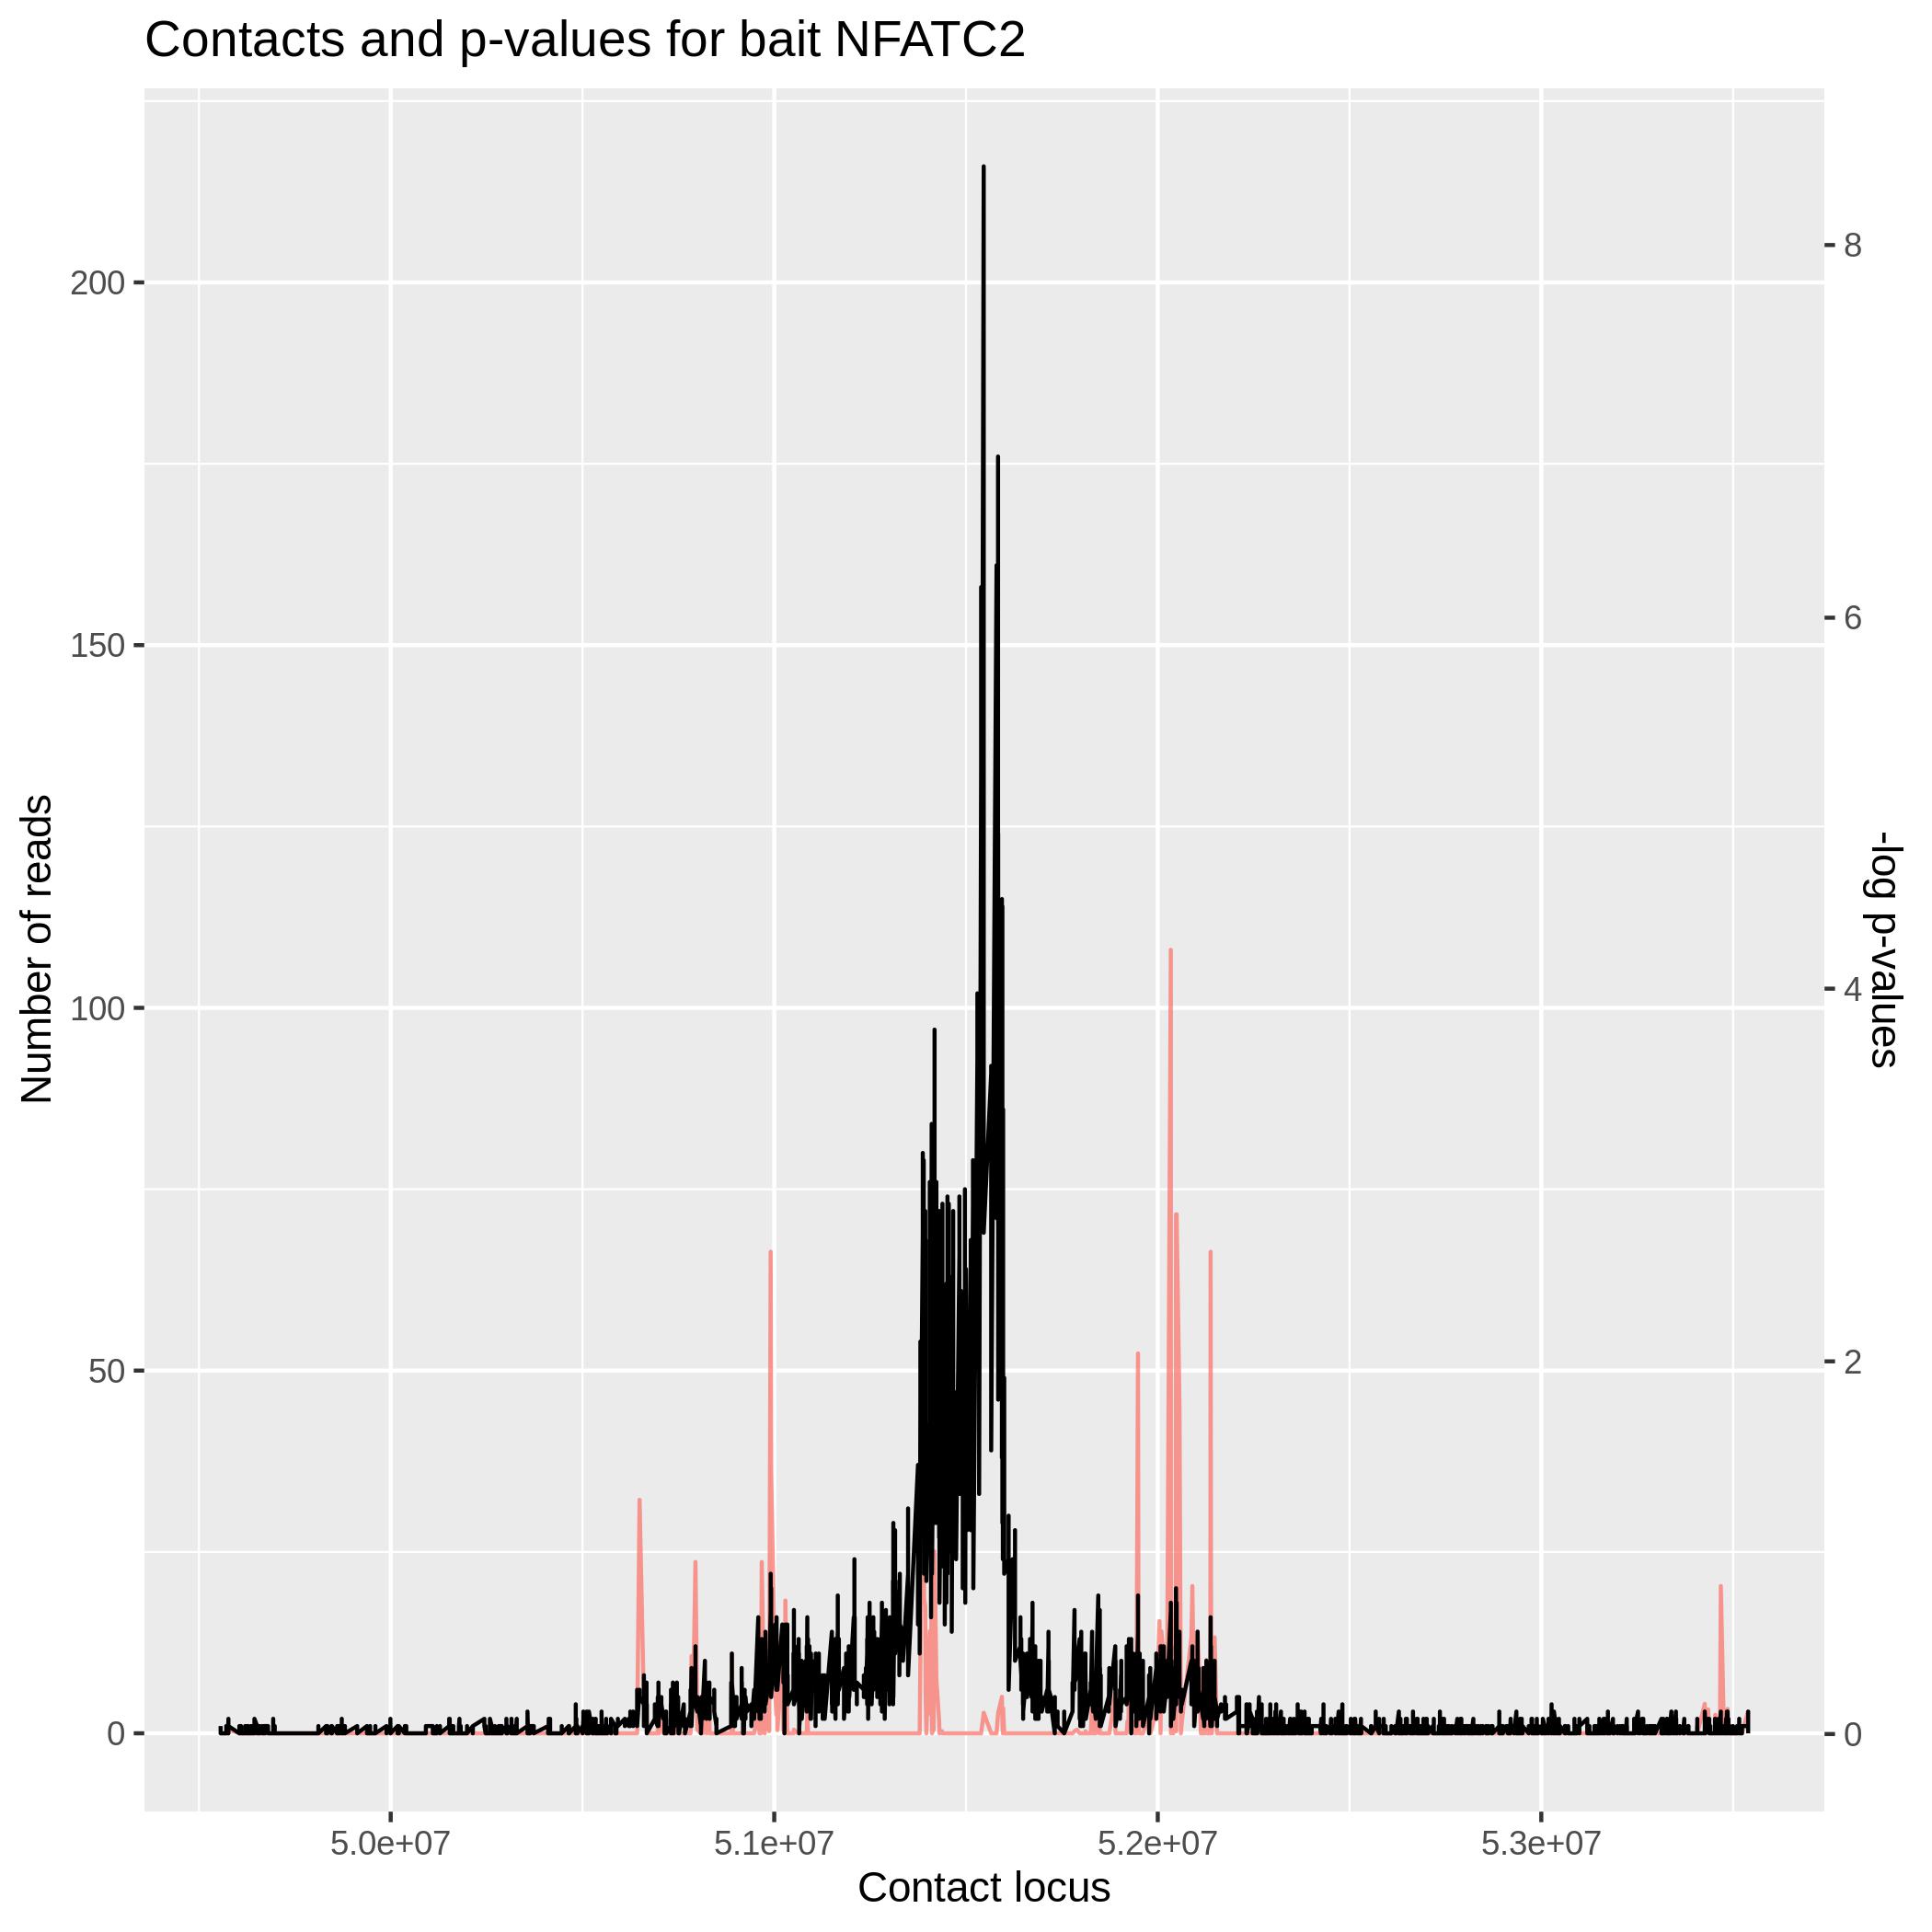 Contacts and p-values for bait NFATC2
Number of reads
200
150
100
50
0
8
6
4
2
0
-log p-values
5.0e+07 5.1e+07 5.2e+07 5.3e+07
Contact locus